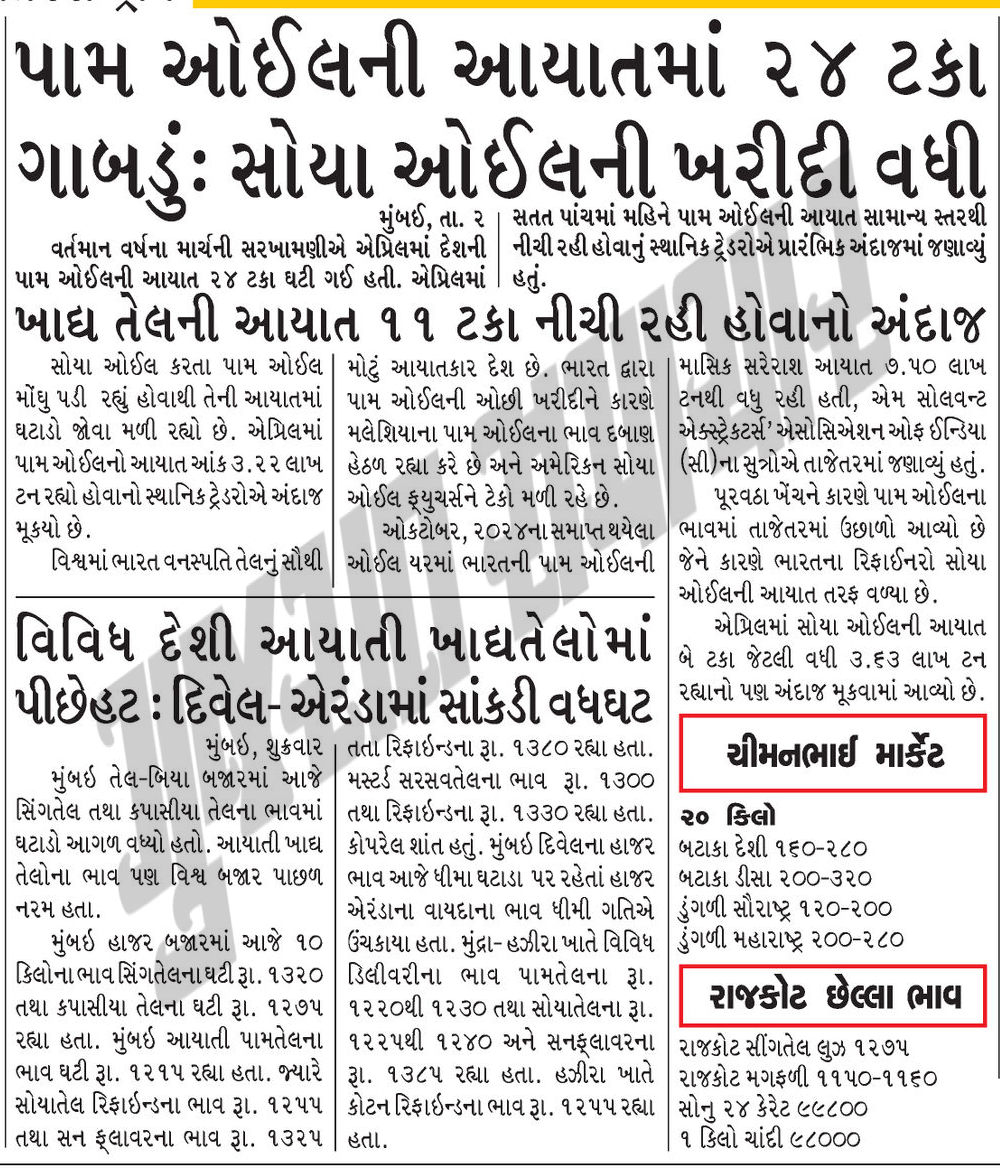 પામ ઓઈલની આયાતમાં ૨૪ ટકા
ગાબડું: સોયા ઓઈલની ખરીદી વધી
મુંબઈ, તા. ૨
વર્તમાન વર્ષના માર્ચની સરખામણીએ એપ્રિલમાં દેશની
પામ ઓઈલની આયાત ૨૪ ટકા ઘટી ગઈ હતી. એપ્રિલમાં
સતત પાંચમાં મહિને પામ ઓઈલની આયાત સામાન્ય સ્તરથી
નીચી રહી હોવાનું સ્થાનિક ટ્રેડરોએ પ્રારંભિક અંદાજમાં જણાવ્યું
હતું.
ખાદ્ય તેલની આયાત ૧૧ ટકા નીચી રહી હોવાનો અંદાજ
સોયા ઓઈલ કરતા પામ ઓઈલ
મોંઘુ પડી રહ્યું હોવાથી તેની આયાતમાં
ઘટાડો જોવા મળી રહ્યો છે. એપ્રિલમાં
પામ ઓઈલનો આયાત આંક ૩.૨૨ લાખ
ટન રહ્યો હોવાનો સ્થાનિક ટ્રેડરોએ અંદાજ
મૂકયો છે.
વિશ્વમાં ભારત વનસ્પતિ તેલનું સૌથી
મોટું આયાતકાર દેશ છે. ભારત દ્વારા
પામ ઓઈલની ઓછી ખરીદીને કારણે
મલેશિયાના પામ ઓઈલના ભાવ દબાણ
હેઠળ રહ્યા કરે છે અને અમેરિકન સોયા
ઓઈલ ફયુચર્સને ટેકો મળી રહે છે.
ઓકટોબર, ૨૦૨૪ના સમાપ્ત થયેલા
ઓઈલ યરમાં ભારતની પામ ઓઈલની
માસિક સરેરાશ આયાત ૭.૫૦ લાખ
ટનથી વધુ રહી હતી, એમ સોલવન્ટ
એક્સ્ટ્રેકટર્સ' એસોસિએશન ઓફ ઈન્ડિયા
(સી)ના સુત્રોએ તાજેતરમાં જણાવ્યું હતું.
પૂરવઠા ખેંચને કારણે પામ ઓઈલના
ભાવમાં તાજેતરમાં ઉછાળો આવ્યો છે
જેને કારણે ભારતના રિફાઈનરો સોયા
ઓઈલની આયાત તરફ વળ્યા છે.
એપ્રિલમાં સોયા ઓઈલની આયાત
બે ટકા જેટલી વધી ૩.૬૩ લાખ ટન
રહ્યાનો પણ અંદાજ મૂકવામાં આવ્યો છે.
વિવિધ દેશી આયાતી ખાદ્યતેલોમાં
પીછેહટ : દિવેલ- એરંડામાં સાંકડી વધઘટ
મુંબઇ, શુક્રવાર
મુંબઇ તેલ-બિયા બજારમાં આજે
સિંગતેલ તથા કપાસીયા તેલના ભાવમાં
ઘટાડો આગળ વધ્યો હતો. આયાતી ખાદ્ય
તેલોના ભાવ પણ વિશ્વ બજાર પાછળ
નરમ હતા.
મુંબઇ હાજર બજારમાં આજે ૧૦
કિલોના ભાવ સિંગતેલના ઘટી રૂા. ૧૩૨૦
તથા કપાસીયા તેલના ઘટી રૂા. ૧૨૭૫
રહ્યા હતા. મુંબઇ આયાતી પામતેલના
ભાવ ઘટી રૂા. ૧૨૧૫ રહ્યા હતા. જ્યારે
સોયાતેલ રિફાઇન્ડના ભાવ રૂા. ૧૨૫૫
તથા સન ફ્લાવરના ભાવ રૂા. ૧૩૨૫
તતા રિફાઇન્ડના રૂા. ૧૩૮૦ રહ્યા હતા.
મસ્ટર્ડ સરસવતેલના ભાવ રૂા. ૧૩૦૦
તથા રિફાઇન્ડના રૂા. ૧૩૩૦ રહ્યા હતા.
કોપરેલ શાંત હતું. મુંબઇ દિવેલના હાજર
ભાવ આજે ધીમા ઘટાડા પર રહેતાં હાજર
એરંડાના વાયદાના ભાવ ધીમી ગતિએ
ઉંચકાયા હતા. મુંદ્રા- હઝીરા ખાતે વિવિધ
ડિલીવરીના ભાવ પામતેલના રૂા.
૧૨૨૦થી ૧૨૩૦ તથા સોયાતેલના રૂા.
૧૨૨૫થી ૧૨૪૦ અને સનફ્લાવરના
રૂા. ૧૩૮૫ રહ્યા હતા. હઝીરા ખાતે
કોટન રિફાઇન્ડના ભાવ રૂા. ૧૨૫૫ રહ્યા
હતા.
ચીમનભાઈ માર્કેટ
૨૦ કિલો
બટાકા દેશી ૧૬૦-૨૮૦
બટાકા ડીસા ૨૦૦-૩૨૦
ડુંગળી સૌરાષ્ટ્ર ૧૨૦-૨૦૦
ડુંગળી મહારાષ્ટ્ર ૨૦૦-૨૮૦
રાજકોટ છેલ્લા ભાવ
રાજકોટ સીંગતેલ લુઝ ૧૨૭૫
રાજકોટ મગફળી ૧૧૫૦-૧૧૬૦
સોનુ ૨૪ કેરેટ ૯૯૮૦૦
૧ કિલો ચાંદી ૯૮૦૦૦